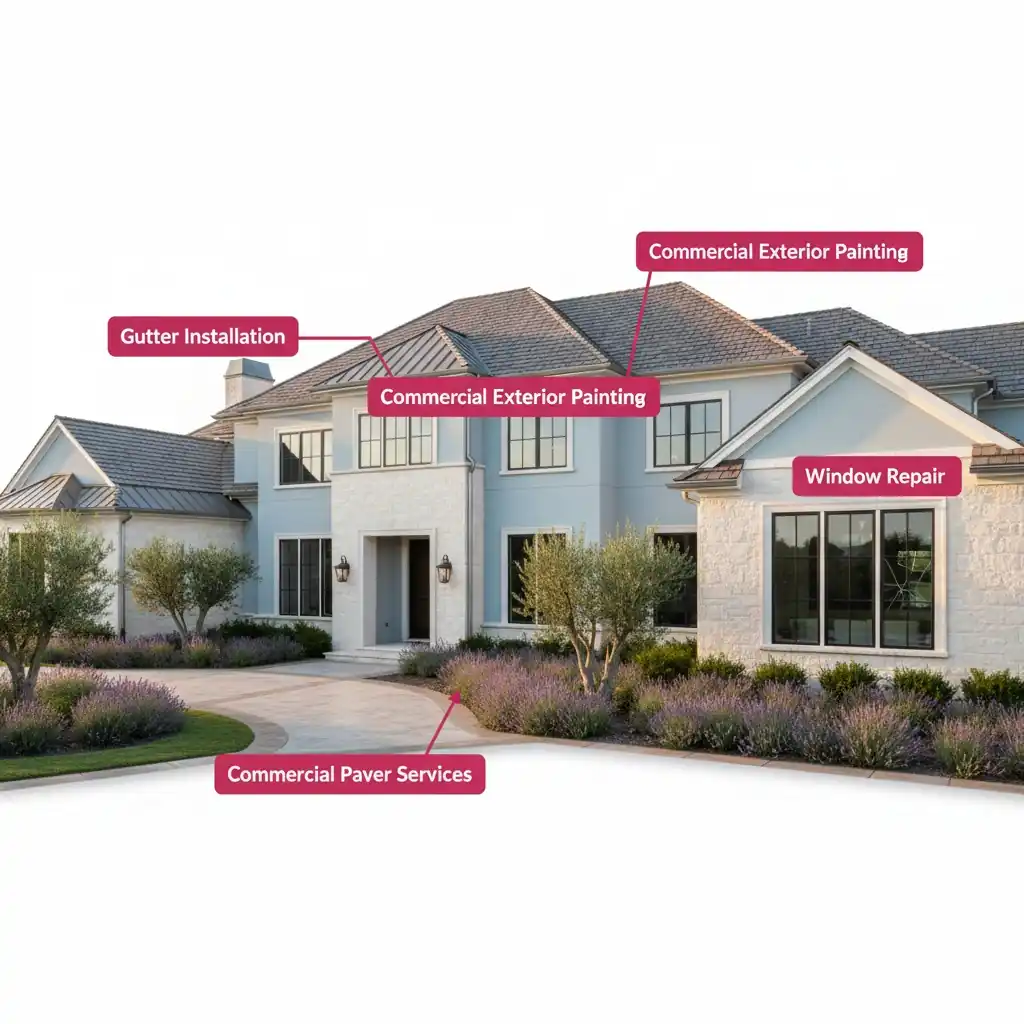 Commercial Exterior Painting
Gutter Installation
Commercial Exterior Painting
Window Repair
Commercial Paver Services